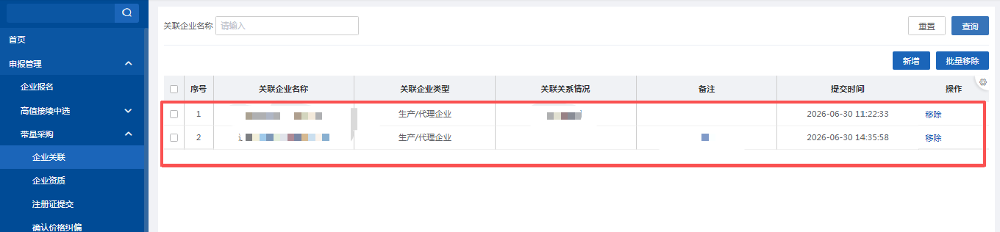 首页
申报管理
企业报名
高值接续中选
带量采购
企业关联
企业资质
注册证提交
确认价格纠偏
关联企业名称 请输入 重置 查询
新增 批量移除
序号 关联企业名称 关联企业类型 关联关系情况 备注 提交时间 操作
1 生产/代理企业 2026-06-30 11:22:33 移除
2 生产/代理企业 2026-06-30 14:35:58 移除